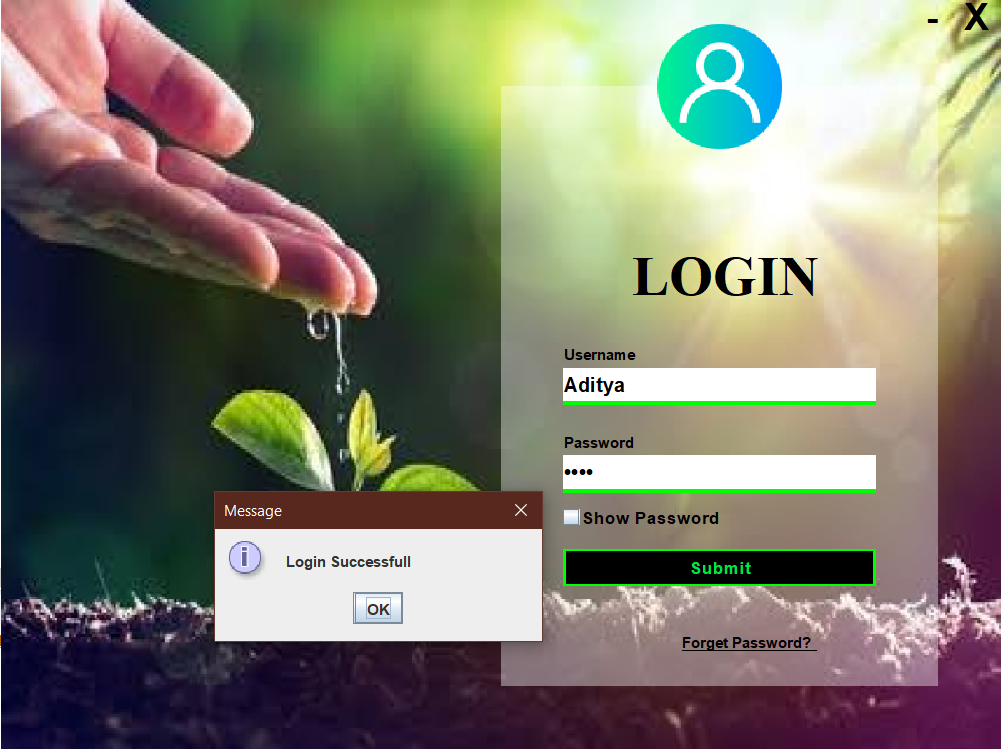 - X
LOGIN
Username
Aditya
Password
••••
Show Password
Submit
Forget Password?
Message
Login Successfull
OK